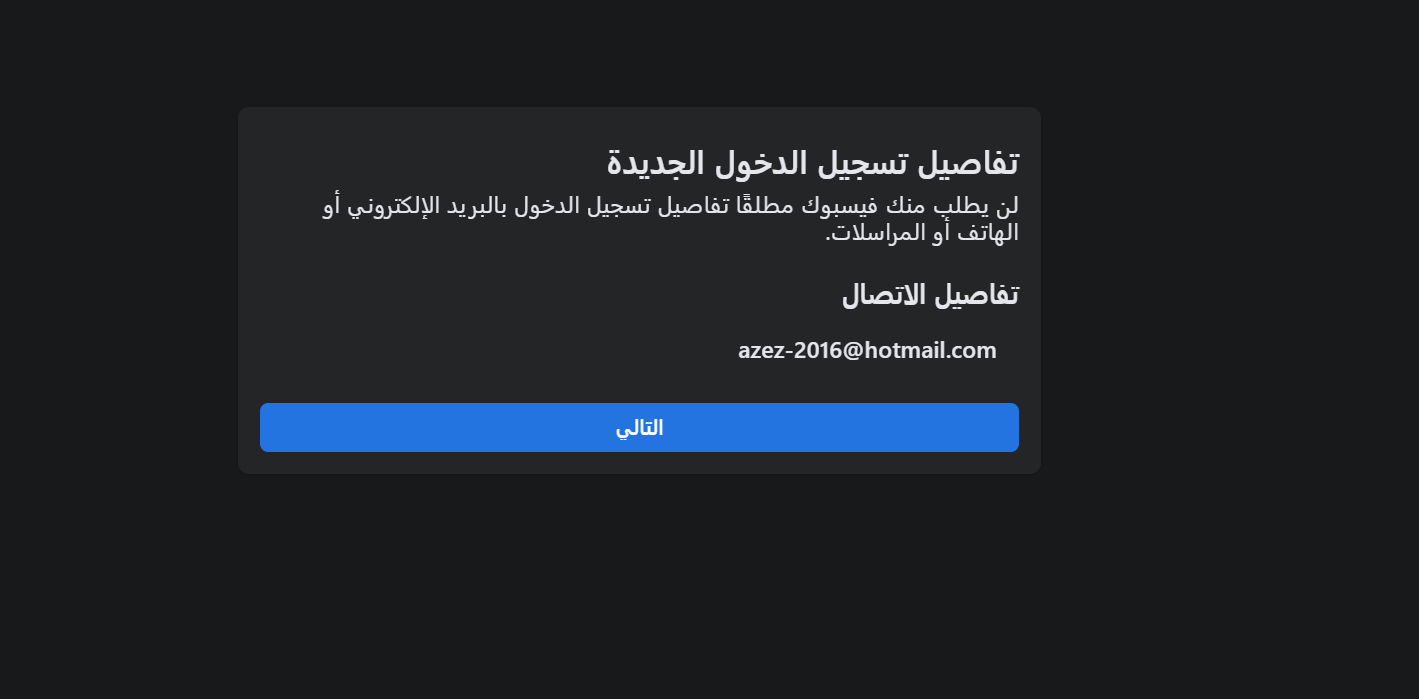 تفاصيل تسجيل الدخول الجديدة
لن يطلب منك فيسبوك مطلقًا تفاصيل تسجيل الدخول بالبريد الإلكتروني أو
الهاتف أو المراسلات.
تفاصيل الاتصال
azez-2016@hotmail.com
التالي